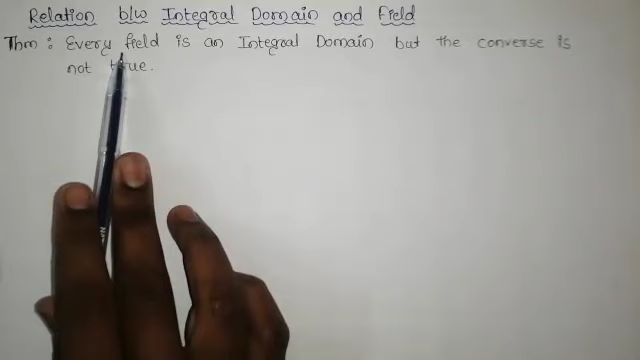 Relation b/w Integral Domain and Field
Thm : Every field is an Integral Domain but the converse is
not true.